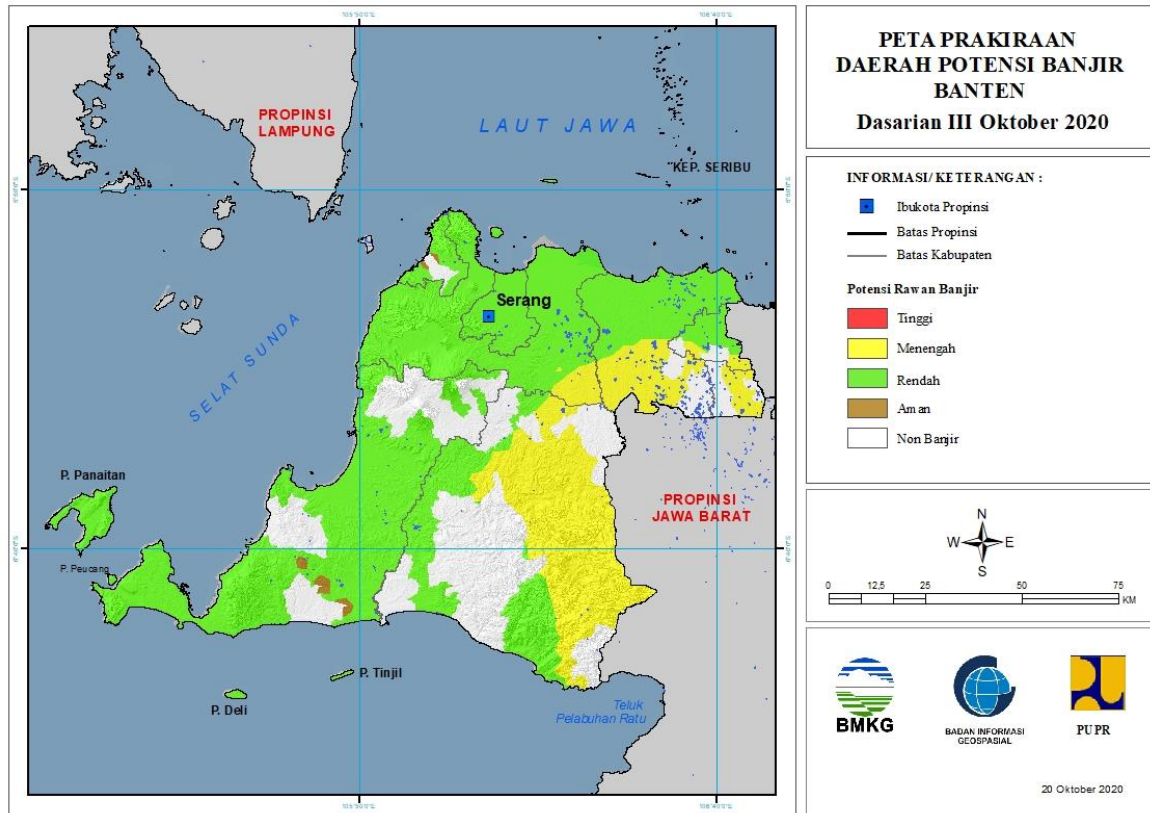 PROPINSI
LAMPUNG
LAUT JAWA
KEP. SERIBU
Serang
SELAT SUNDA
P. Panaitan
P. Peucang
PROPINSI
JAWA BARAT
P. Tinjil
P. Deli
Teluk
Pelabuhan Ratu
PETA PRAKIRAAN
DAERAH POTENSI BANJIR
BANTEN
Dasarian III Oktober 2020
INFORMASI/ KETERANGAN :
Ibukota Propinsi
Batas Propinsi
Batas Kabupaten
Potensi Rawan Banjir
Tinggi
Menengah
Rendah
Aman
Non Banjir
N
W E
S
0 12,5 25 50 75
KM
BMKG
BADAN INFORMASI
GEOSPASIAL
PUPR
20 Oktober 2020